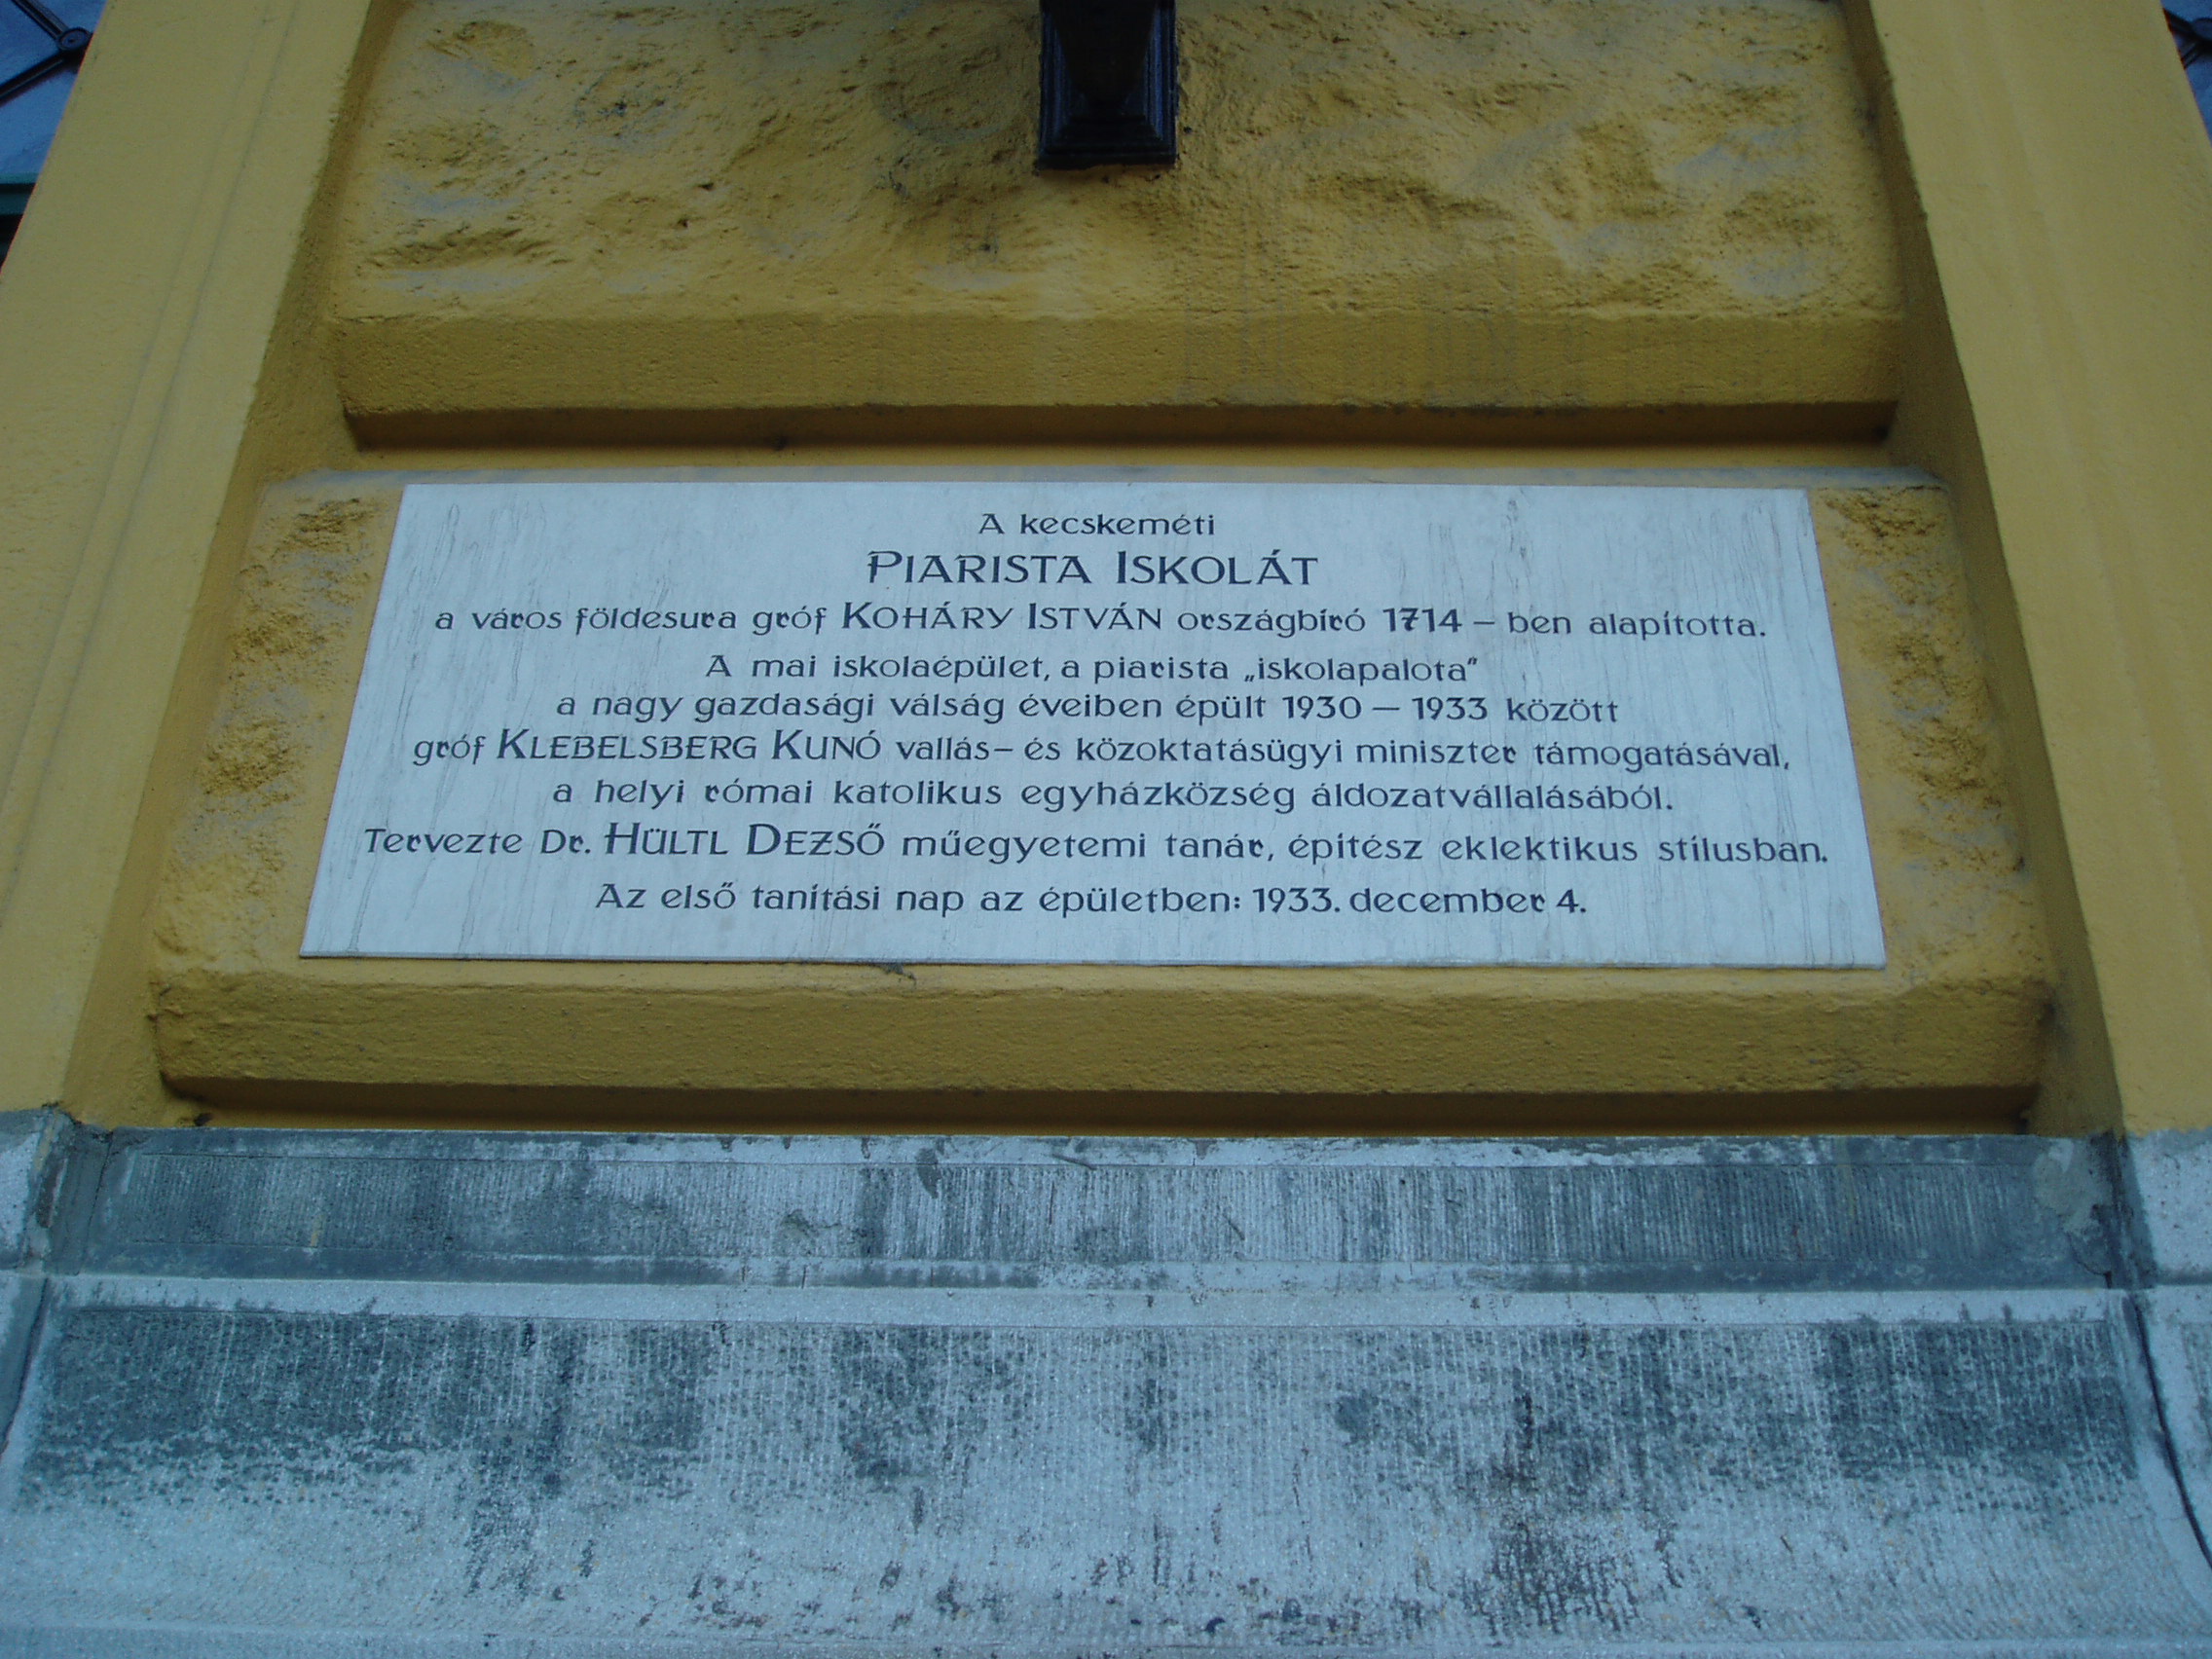 A kecskeméti
PIARISTA ISKOLÁT
a város földesura gróf KOHÁRY ISTVÁN országbíró 1714 – ben alapította.
A mai iskolaépület, a piarista „iskolapalota”
a nagy gazdasági válság éveiben épült 1930 – 1933 között
gróf KLEBELSBERG KUNÓ vallás– és közoktatásügyi miniszter támogatásával,
a helyi római katolikus egyházközség áldozatvállalásából.
Tervezte Dr. HÜLTL DEZSŐ műegyetemi tanár, építész eklektikus stílusban.
Az első tanítási nap az épületben: 1933. december 4.